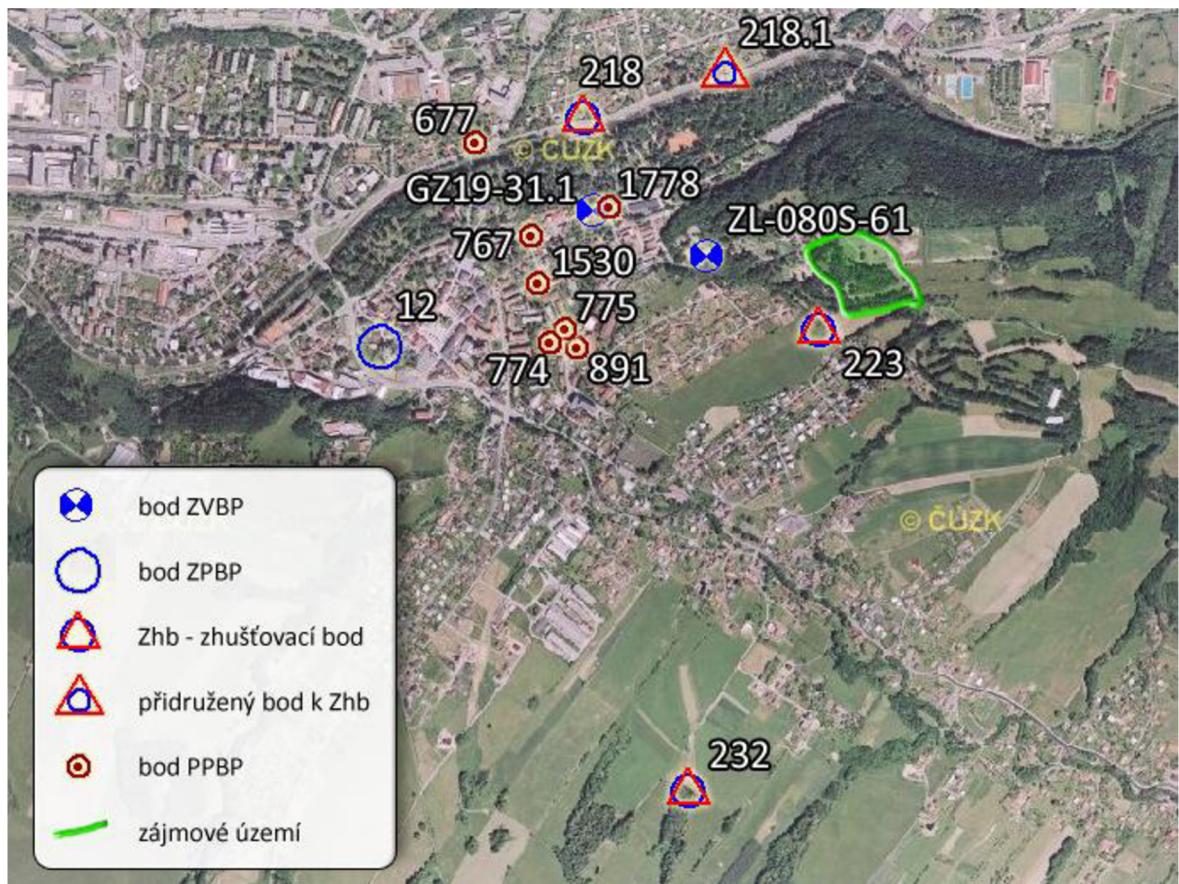 218.1
218
677
© ČÚZK
GZ19-31.1
1778
767
ZL-080S-61
1530
12
775
774
891
223
© ČÚZK
bod ZVBP
bod ZPBP
Zhb - zhušťovací bod
přidružený bod k Zhb
bod PPBP
zájmové území
232